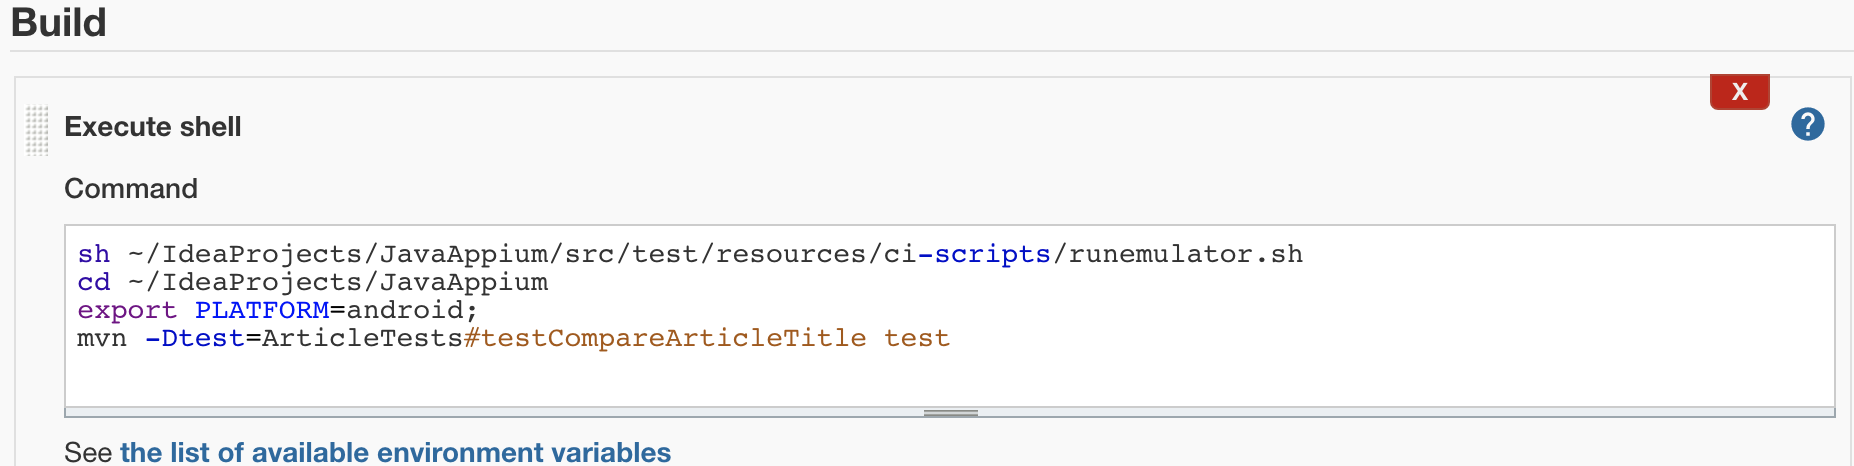 Build
X
Execute shell
?
Command
sh ~/IdeaProjects/JavaAppium/src/test/resources/ci-scripts/runemulator.sh
cd ~/IdeaProjects/JavaAppium
export PLATFORM=android;
mvn -Dtest=ArticleTests#testCompareArticleTitle test
See the list of available environment variables